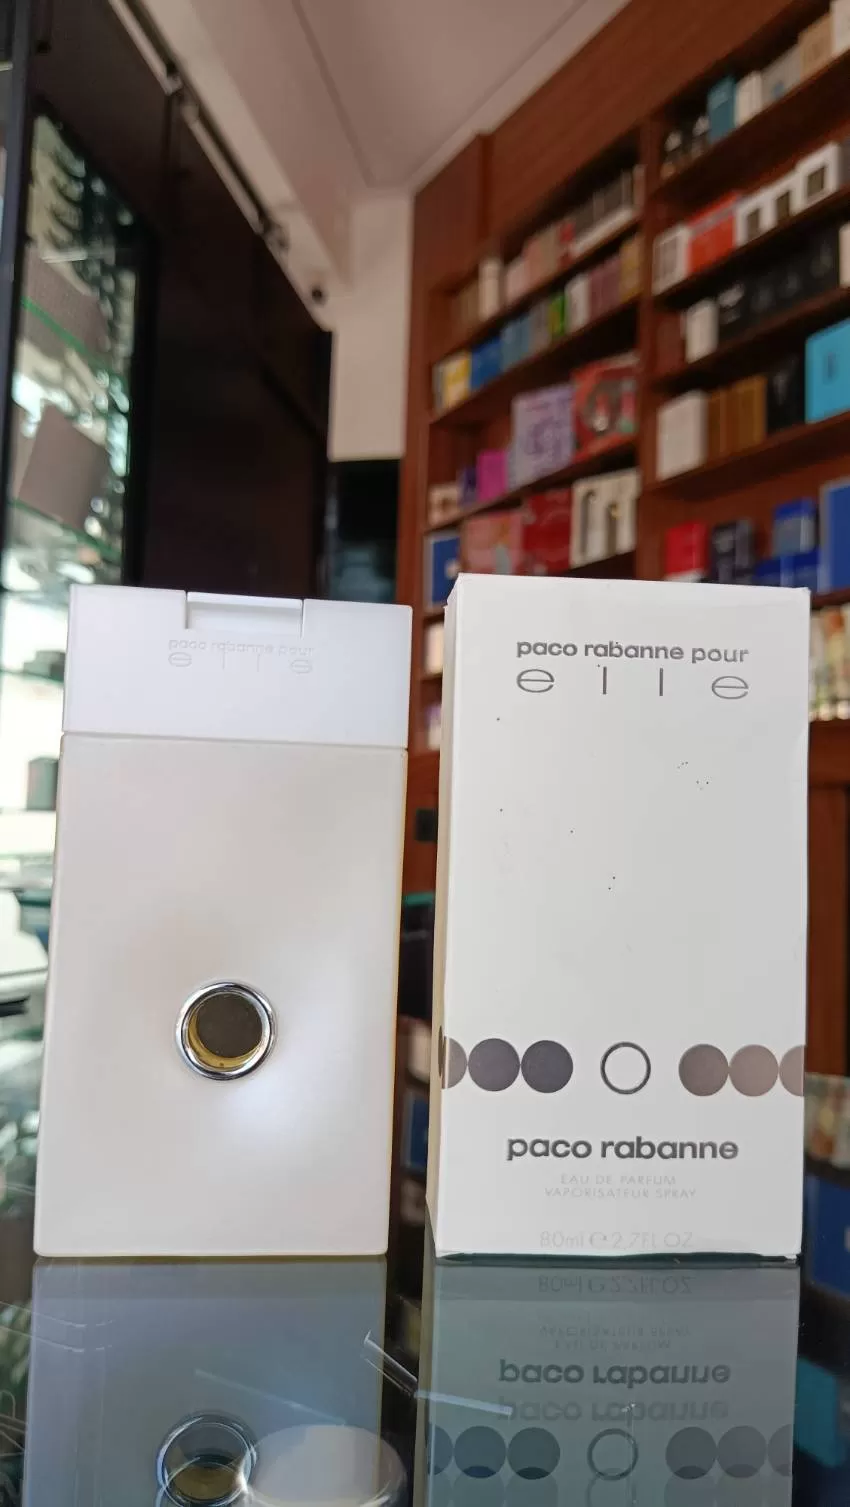 paco rabanne pour
elle
paco rabanne pour
elle
paco rabanne
EAU DE PARFUM
VAPORISATEUR SPRAY
80ml ℮ 2,7FL OZ